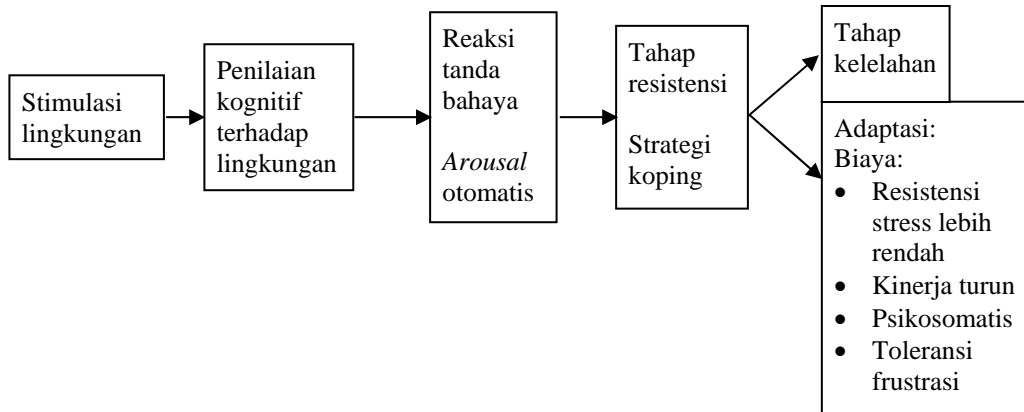 Stimulasi
lingkungan
Penilaian
kognitif
terhadap
lingkungan
Reaksi
tanda
bahaya
Arousal
otomatis
Tahap
resistensi
Strategi
koping
Tahap
kelelahan
Adaptasi:
Biaya:
• Resistensi
stress lebih
rendah
• Kinerja turun
• Psikosomatis
• Toleransi
frustrasi